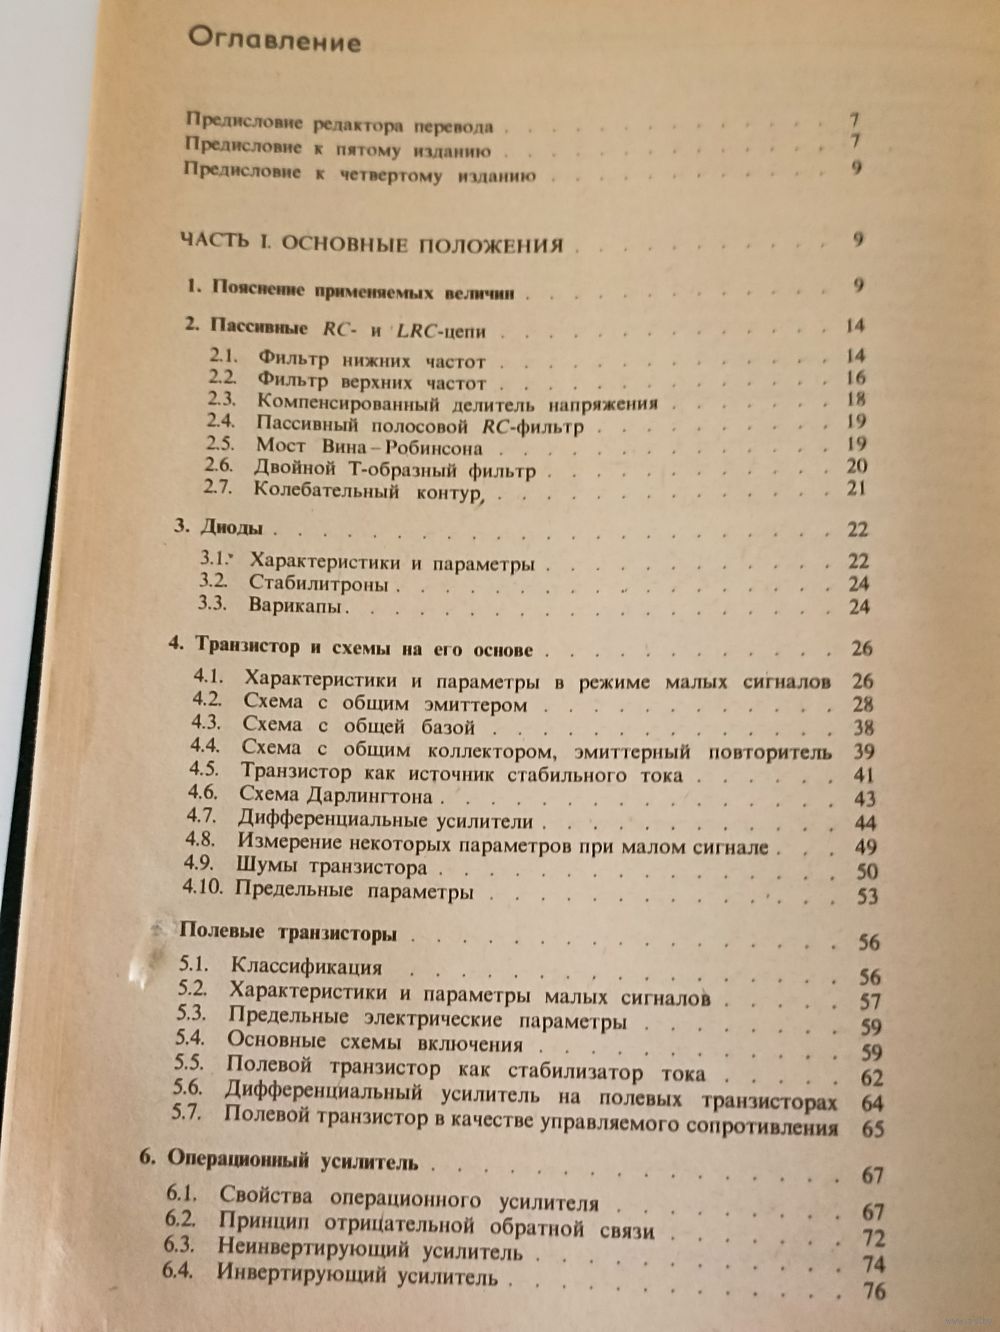 Оглавление
Предисловие редактора перевода . . . . . . . . . . . . 7
Предисловие к пятому изданию . . . . . . . . . . . . 7
Предисловие к четвертому изданию . . . . . . . . . . . 9
ЧАСТЬ I. ОСНОВНЫЕ ПОЛОЖЕНИЯ . . . . . . . . . . 9
1. Пояснение применяемых величин . . . . . . . . . . . 9
2. Пассивные RC- и LRC-цепи . . . . . . . . . . . . 14
2.1. Фильтр нижних частот . . . . . . . . . . . . 14
2.2. Фильтр верхних частот . . . . . . . . . . . . 16
2.3. Компенсированный делитель напряжения . . . . . . 18
2.4. Пассивный полосовой RC-фильтр . . . . . . . . 19
2.5. Мост Вина – Робинсона . . . . . . . . . . . . 19
2.6. Двойной Т-образный фильтр . . . . . . . . . . 20
2.7. Колебательный контур, . . . . . . . . . . . . 21
3. Диоды . . . . . . . . . . . . . . . . . . . 22
3.1. Характеристики и параметры . . . . . . . . . . 22
3.2. Стабилитроны . . . . . . . . . . . . . . . 24
3.3. Варикапы . . . . . . . . . . . . . . . . . 24
4. Транзистор и схемы на его основе . . . . . . . . . . 26
4.1. Характеристики и параметры в режиме малых сигналов 26
4.2. Схема с общим эмиттером . . . . . . . . . . . 28
4.3. Схема с общей базой . . . . . . . . . . . . . 38
4.4. Схема с общим коллектором, эмиттерный повторитель 39
4.5. Транзистор как источник стабильного тока . . . . . . 41
4.6. Схема Дарлингтона . . . . . . . . . . . . . . 43
4.7. Дифференциальные усилители . . . . . . . . . . 44
4.8. Измерение некоторых параметров при малом сигнале . . . 49
4.9. Шумы транзистора . . . . . . . . . . . . . . 50
4.10. Предельные параметры . . . . . . . . . . . . 53
Полевые транзисторы . . . . . . . . . . . . . . 56
5.1. Классификация . . . . . . . . . . . . . . . 56
5.2. Характеристики и параметры малых сигналов . . . . . 57
5.3. Предельные электрические параметры . . . . . . . 59
5.4. Основные схемы включения . . . . . . . . . . . 59
5.5. Полевой транзистор как стабилизатор тока . . . . . 62
5.6. Дифференциальный усилитель на полевых транзисторах 64
5.7. Полевой транзистор в качестве управляемого сопротивления 65
6. Операционный усилитель . . . . . . . . . . . . . 67
6.1. Свойства операционного усилителя . . . . . . . . 67
6.2. Принцип отрицательной обратной связи . . . . . . . 72
6.3. Неинвертирующий усилитель . . . . . . . . . . . 74
6.4. Инвертирующий усилитель . . . . . . . . . . . . 76